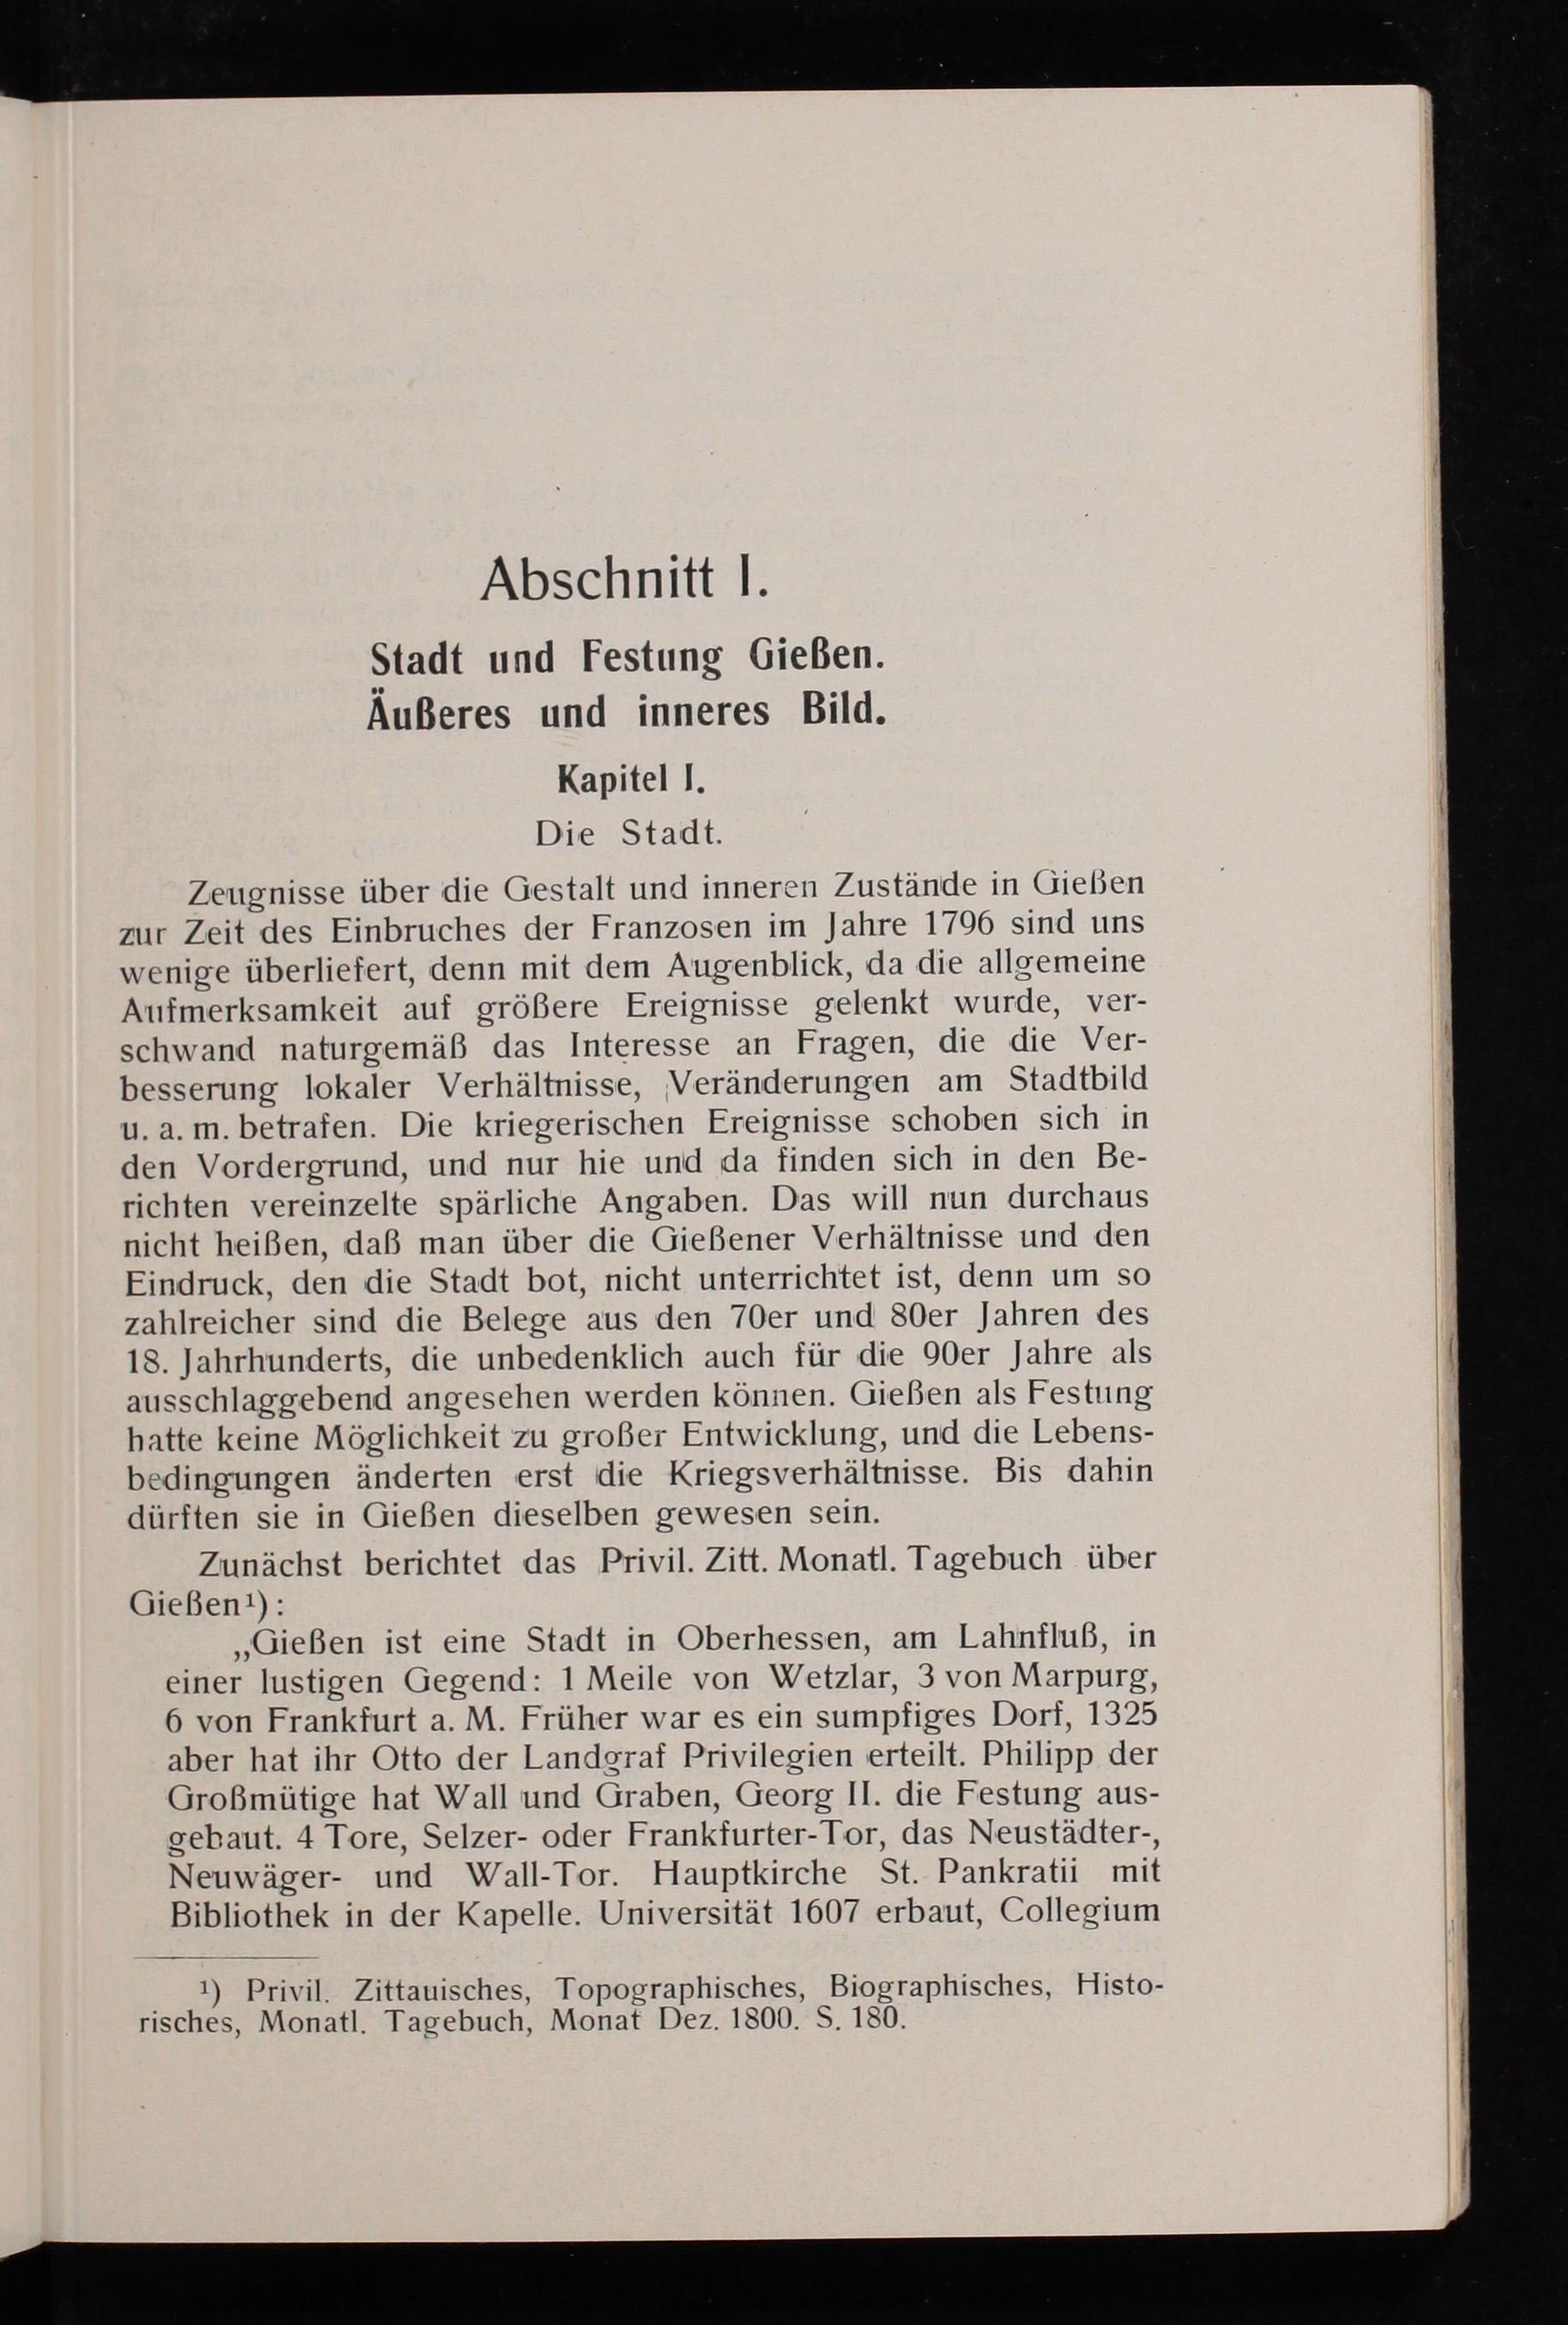 Abschnitt I.
Stadt und Festung Gießen.
Äußeres und inneres Bild.
Kapitel I.
Die Stadt.
Zeugnisse über die Gestalt und inneren Zustände in Gießen
zur Zeit des Einbruches der Franzosen im Jahre 1796 sind uns
wenige überliefert, denn mit dem Augenblick, da die allgemeine
Aufmerksamkeit auf größere Ereignisse gelenkt wurde, ver-
schwand naturgemäß das Interesse an Fragen, die die Ver-
besserung lokaler Verhältnisse, Veränderungen am Stadtbild
u. a. m. betrafen. Die kriegerischen Ereignisse schoben sich in
den Vordergrund, und nur hie und da finden sich in den Be-
richten vereinzelte spärliche Angaben. Das will nun durchaus
nicht heißen, daß man über die Gießener Verhältnisse und den
Eindruck, den die Stadt bot, nicht unterrichtet ist, denn um so
zahlreicher sind die Belege aus den 70er und 80er Jahren des
18. Jahrhunderts, die unbedenklich auch für die 90er Jahre als
ausschlaggebend angesehen werden können. Gießen als Festung
hatte keine Möglichkeit zu großer Entwicklung, und die Lebens-
bedingungen änderten erst die Kriegsverhältnisse. Bis dahin
dürften sie in Gießen dieselben gewesen sein.
Zunächst berichtet das Privil. Zitt. Monatl. Tagebuch über
Gießen¹):
„Gießen ist eine Stadt in Oberhessen, am Lahnfluß, in
einer lustigen Gegend: 1 Meile von Wetzlar, 3 von Marpurg,
6 von Frankfurt a. M. Früher war es ein sumpfiges Dorf, 1325
aber hat ihr Otto der Landgraf Privilegien erteilt. Philipp der
Großmütige hat Wall und Graben, Georg II. die Festung aus-
gebaut. 4 Tore, Selzer- oder Frankfurter-Tor, das Neustädter-,
Neuwäger- und Wall-Tor. Hauptkirche St. Pankratii mit
Bibliothek in der Kapelle. Universität 1607 erbaut, Collegium
¹) Privil. Zittauisches, Topographisches, Biographisches, Histo-
risches, Monatl. Tagebuch, Monat Dez. 1800. S. 180.